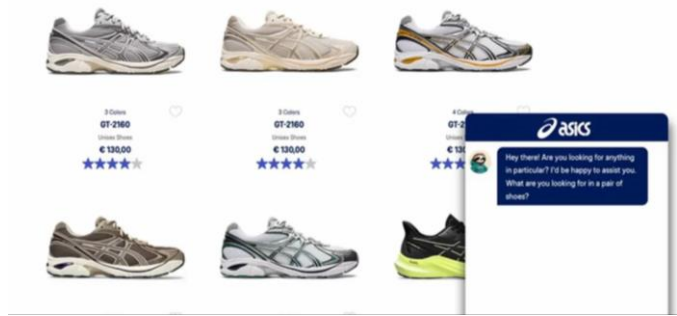 3 Colors
GT-2160
Unisex Shoes
€ 130,00
3 Colors
GT-2160
Unisex Shoes
€ 130,00
4 Colors
GT-2
€ 130
asics
Hey there! Are you looking for anything
in particular? I'd be happy to assist you.
What are you looking for in a pair of
shoes?